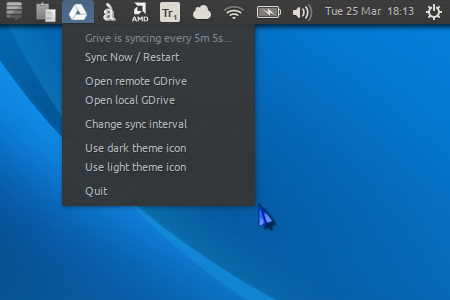 AMD
Tr1
Tue 25 Mar 18:13
Grive is syncing every 5m 5s...
Sync Now / Restart
Open remote GDrive
Open local GDrive
Change sync interval
Use dark theme icon
Use light theme icon
Quit